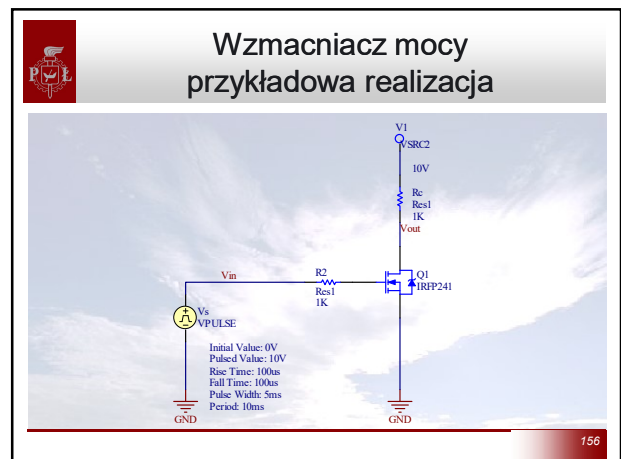 Wzmacniacz mocy
przykładowa realizacja
P Ł
V1
VSRC2
10V
Rc
Res1
1K
Vout
Vin
R2
Res1
1K
Q1
IRFP241
Vs
VPULSE
Initial Value: 0V
Pulsed Value: 10V
Rise Time: 100us
Fall Time: 100us
Pulse Width: 5ms
Period: 10ms
GND
GND
156